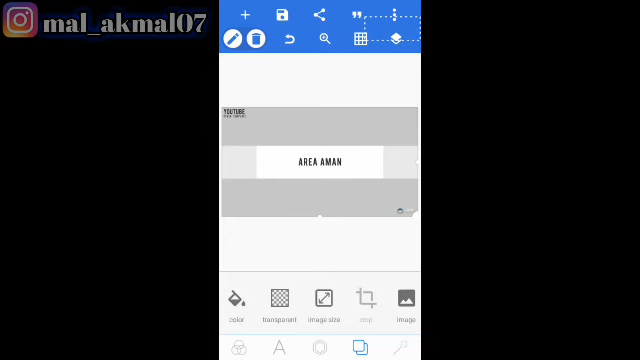 mal_akmal07
YOUTUBE
AREA AMAN
color
transparent
image size
crop
image